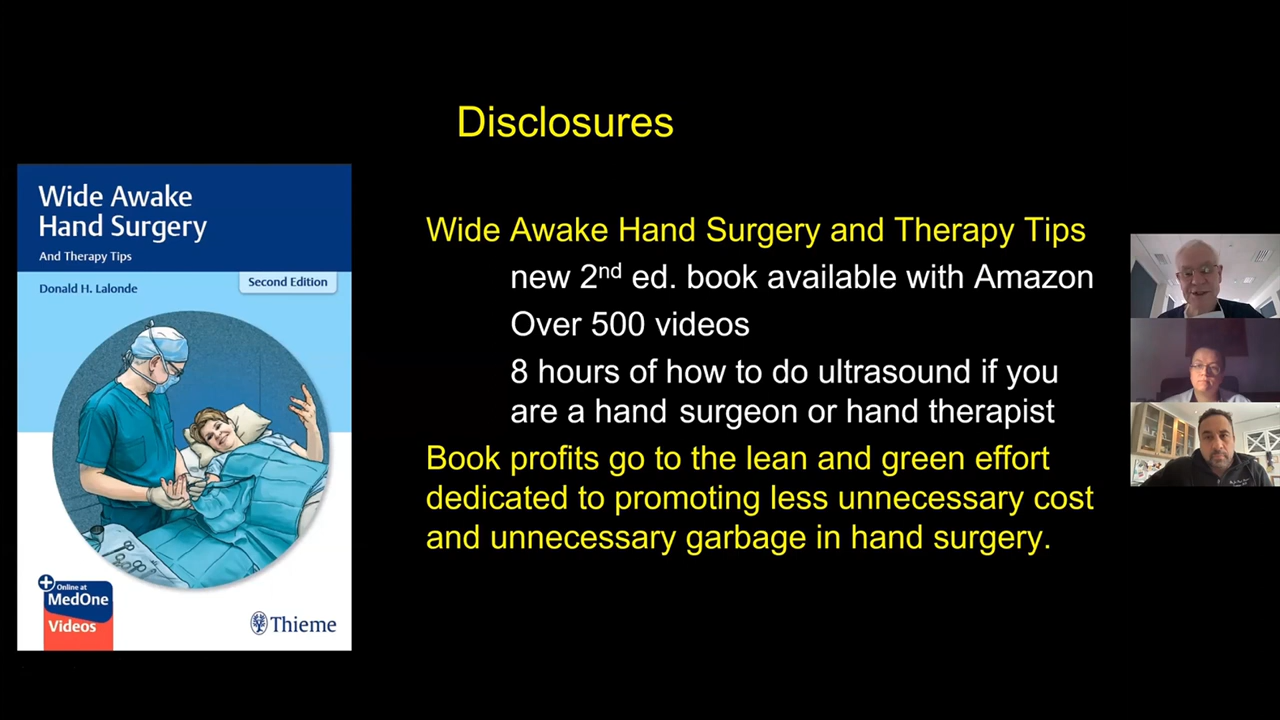 Disclosures
Wide Awake
Hand Surgery
And Therapy Tips
Second Edition
Donald H. Lalonde
+ Online at
MedOne
Videos
Thieme
Wide Awake Hand Surgery and Therapy Tips
new 2nd ed. book available with Amazon
Over 500 videos
8 hours of how to do ultrasound if you
are a hand surgeon or hand therapist
Book profits go to the lean and green effort
dedicated to promoting less unnecessary cost
and unnecessary garbage in hand surgery.